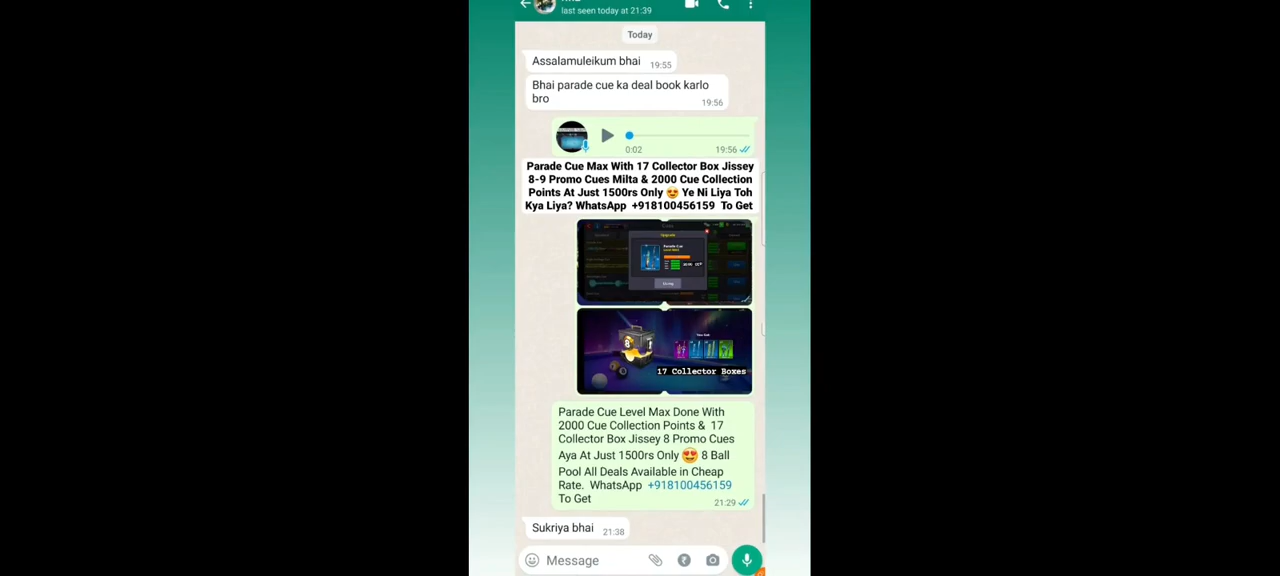 last seen today at 21:39
Today
Assalamuleikum bhai
19:55
Bhai parade cue ka deal book karlo
bro
19:56
0:02
19:56
Parade Cue Max With 17 Collector Box Jissey
8-9 Promo Cues Milta & 2000 Cue Collection
Points At Just 1500rs Only 😍 Ye Ni Liya Toh
Kya Liya? WhatsApp +918100456159 To Get
Parade Cue
17 Collector Boxes
Parade Cue Level Max Done With
2000 Cue Collection Points & 17
Collector Box Jissey 8 Promo Cues
Aya At Just 1500rs Only 😍 8 Ball
Pool All Deals Available in Cheap
Rate. WhatsApp +918100456159
To Get
21:29
Sukriya bhai
21:38
Message